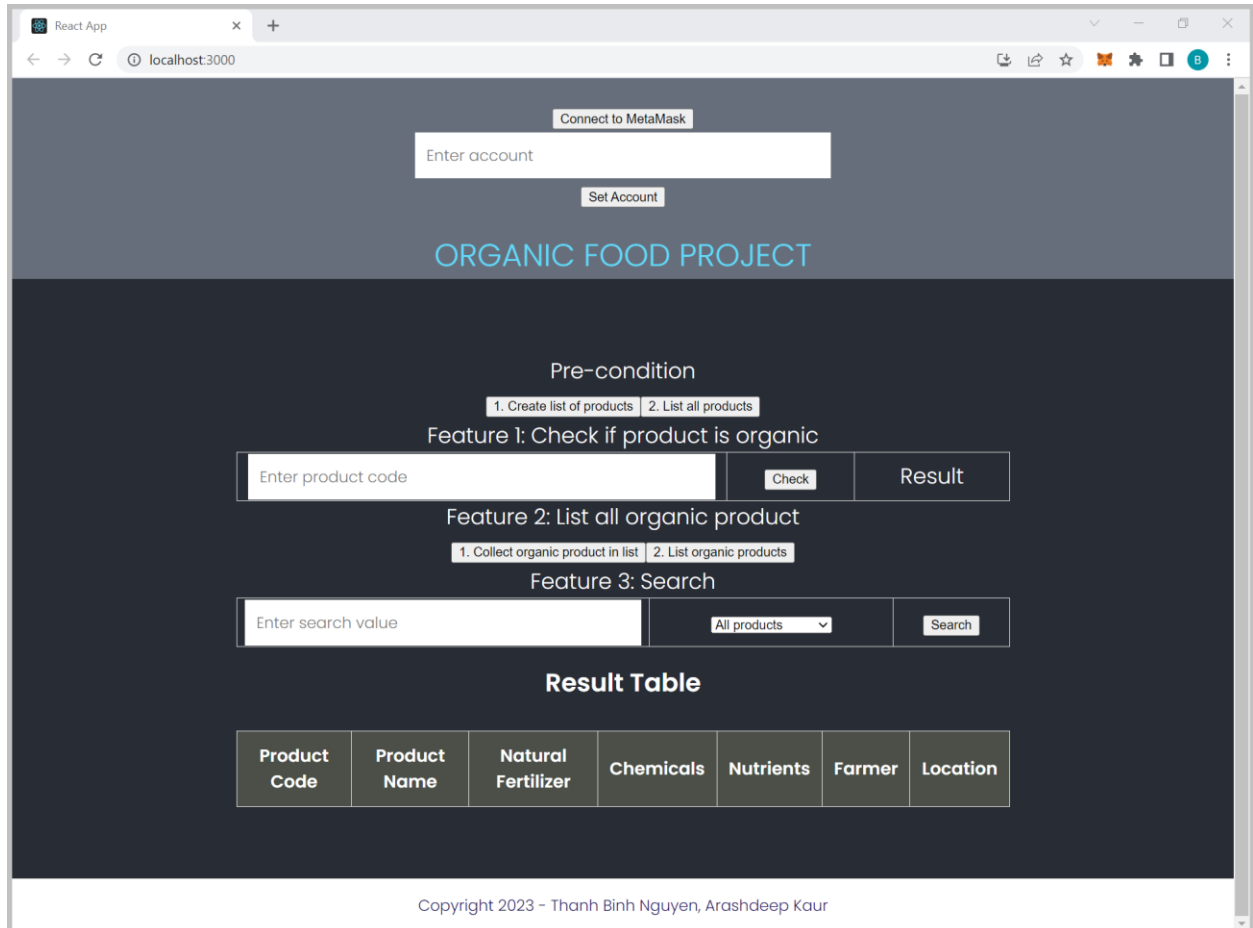 React App
localhost:3000
B
Connect to MetaMask
Enter account
Set Account
ORGANIC FOOD PROJECT
Pre-condition
1. Create list of products 2. List all products
Feature 1: Check if product is organic
Enter product code Check Result
Feature 2: List all organic product
1. Collect organic product in list 2. List organic products
Feature 3: Search
Enter search value All products Search
Result Table
Product Code Product Name Natural Fertilizer Chemicals Nutrients Farmer Location
Copyright 2023 - Thanh Binh Nguyen, Arashdeep Kaur